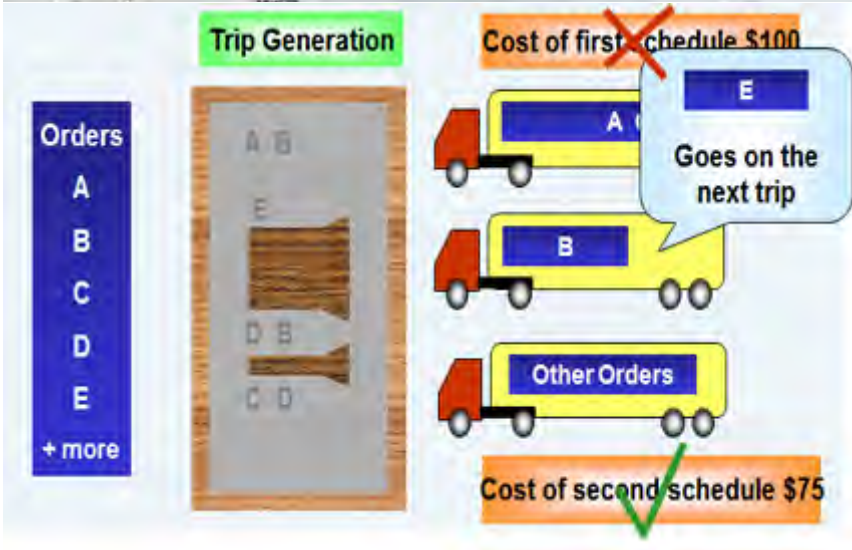 Trip Generation
Cost of first schedule $100
Orders
A
B
C
D
E
+ more
A B
E
D B
C D
A
E
Goes on the
next trip
B
Other Orders
Cost of second schedule $75